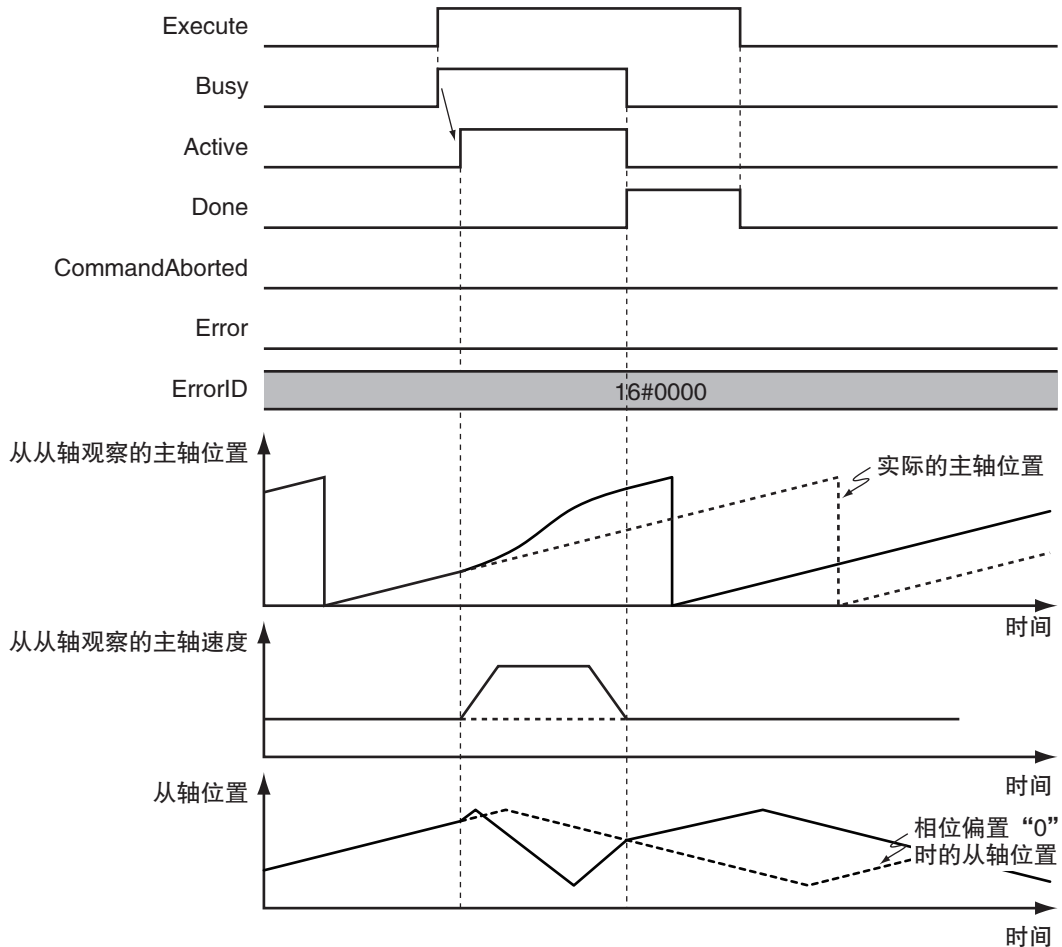 Execute
Busy
Active
Done
CommandAborted
Error
ErrorID
16#0000
从从轴观察的主轴位置
实际的主轴位置
时间
从从轴观察的主轴速度
时间
从轴位置
相位偏置“0”
时的从轴位置
时间